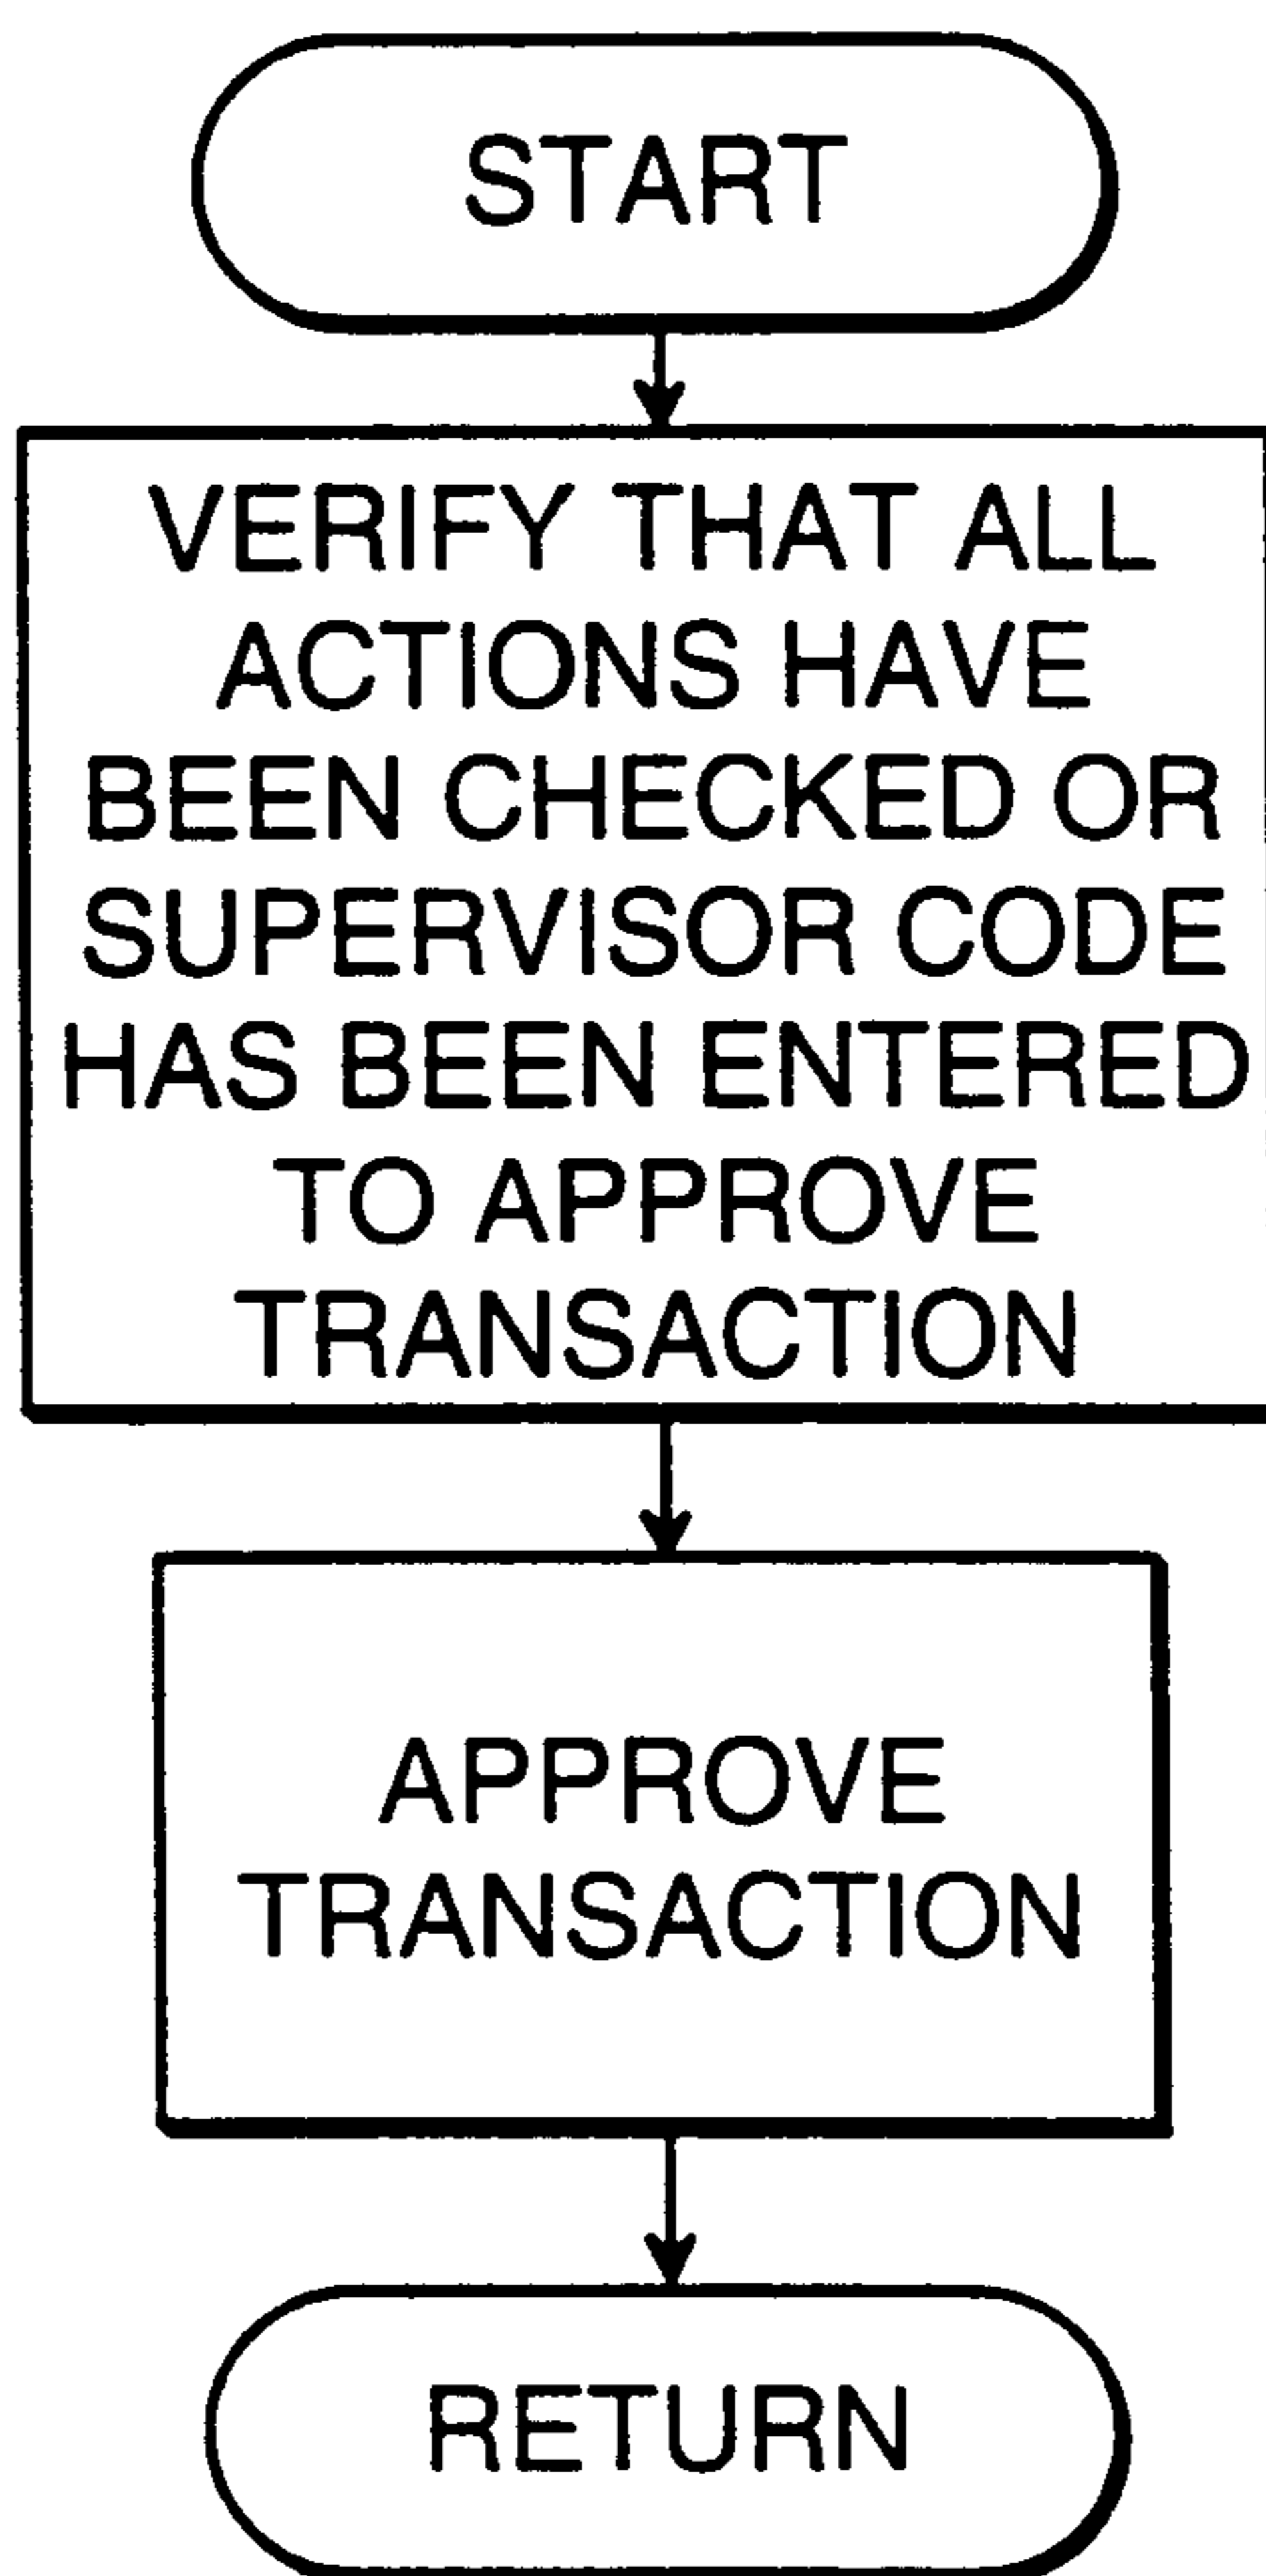 START
VERIFY THAT ALL
ACTIONS HAVE
BEEN CHECKED OR
SUPERVISOR CODE
HAS BEEN ENTERED
TO APPROVE
TRANSACTION
APPROVE
TRANSACTION
RETURN